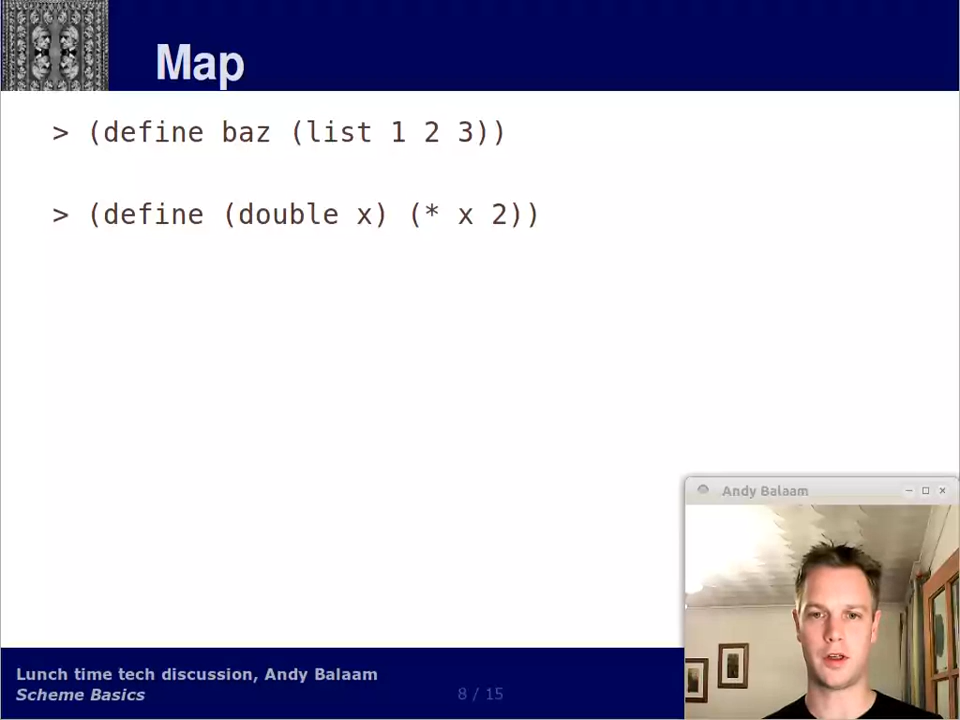 Map
> (define baz (list 1 2 3))
> (define (double x) (* x 2))
Andy Balaam
Lunch time tech discussion, Andy Balaam
Scheme Basics
8 / 15